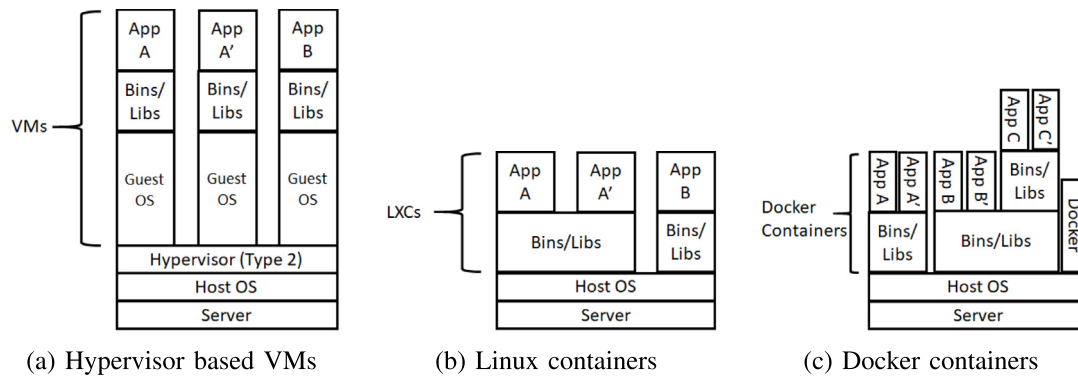 App
A
App
A’
App
B
Bins/
Libs
Bins/
Libs
Bins/
Libs
VMs
Guest
OS
Guest
OS
Guest
OS
Hypervisor (Type 2)
Host OS
Server
(a) Hypervisor based VMs
App
A
App
A’
App
B
LXCs
Bins/Libs
Bins/
Libs
Host OS
Server
(b) Linux containers
App C
App C’
App A
App A’
App B
App B’
Bins/
Libs
Docker
Containers
Bins/
Libs
Bins/Libs
Docker
Host OS
Server
(c) Docker containers